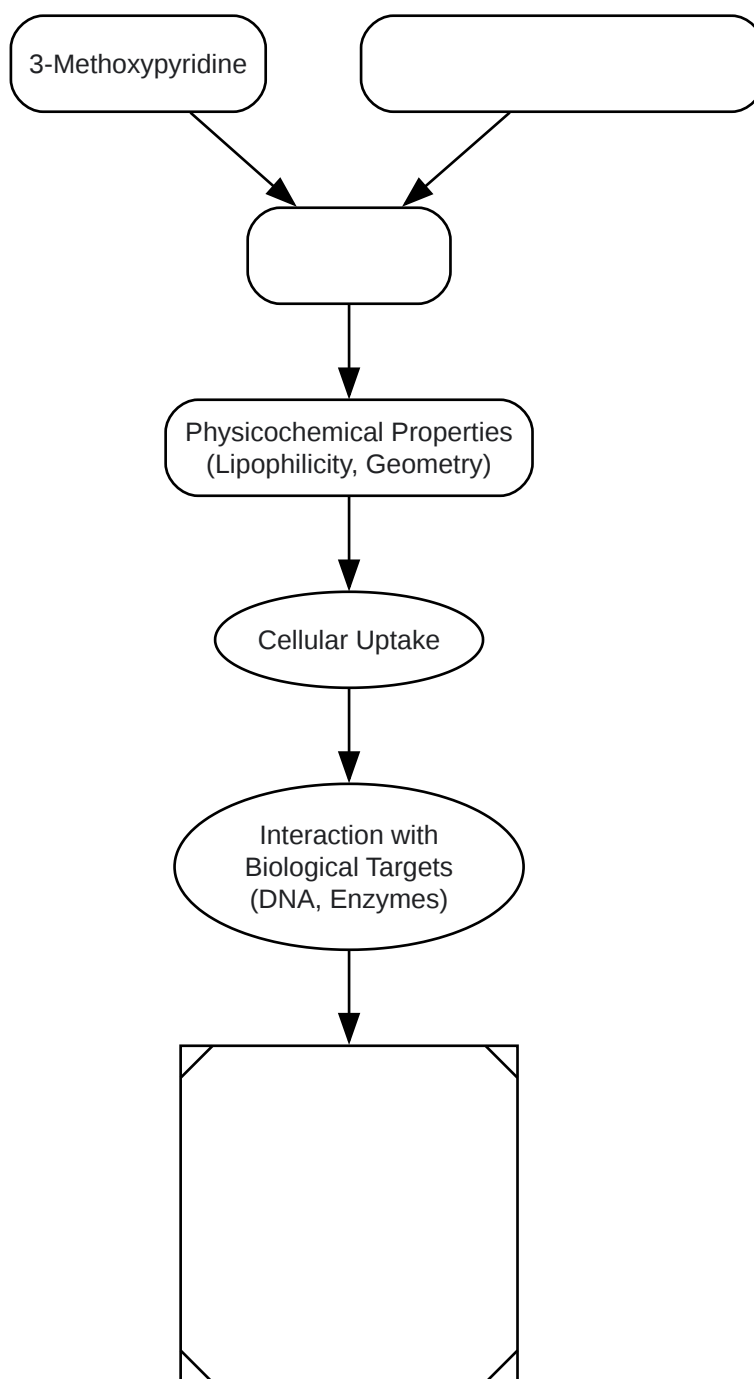 3-Methoxypyridine
Physicochemical Properties
(Lipophilicity, Geometry)
Cellular Uptake
Interaction with
Biological Targets
(DNA, Enzymes)